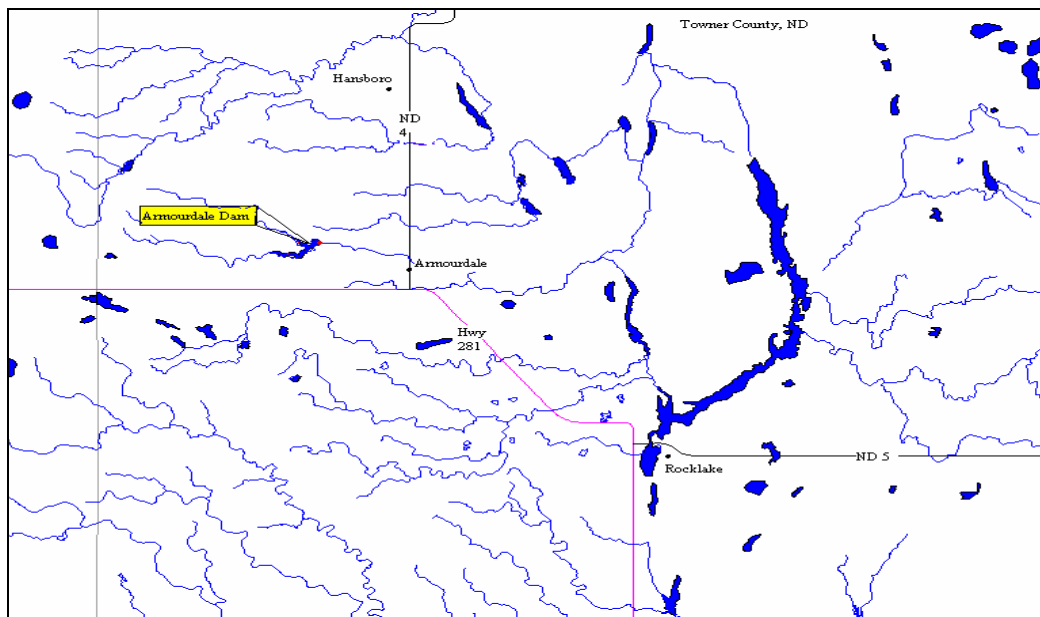 Towner County, ND
Hansboro
ND
4
Armourdale Dam
Armourdale
Hwy
281
ND 5
Rocklake